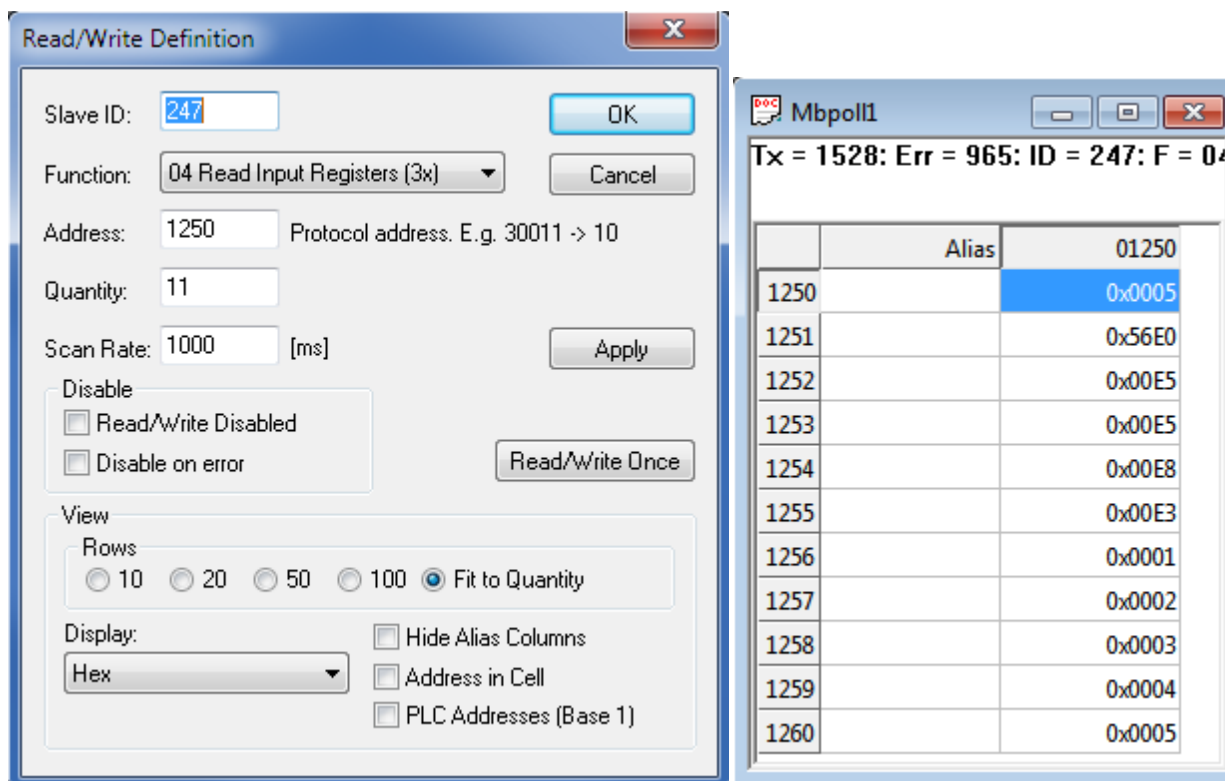 Read/Write Definition
Slave ID: 247
OK
Function: 04 Read Input Registers (3x)
Cancel
Address: 1250 Protocol address. E.g. 30011 -> 10
Quantity: 11
Scan Rate: 1000 [ms]
Apply
Disable
Read/Write Disabled
Disable on error
Read/Write Once
View
Rows
10 20 50 100 Fit to Quantity
Display:
Hide Alias Columns
Hex
Address in Cell
PLC Addresses (Base 1)
DOC Mbpoll1
Tx = 1528: Err = 965: ID = 247: F = 04
Alias 01250
1250 0x0005
1251 0x56E0
1252 0x00E5
1253 0x00E5
1254 0x00E8
1255 0x00E3
1256 0x0001
1257 0x0002
1258 0x0003
1259 0x0004
1260 0x0005